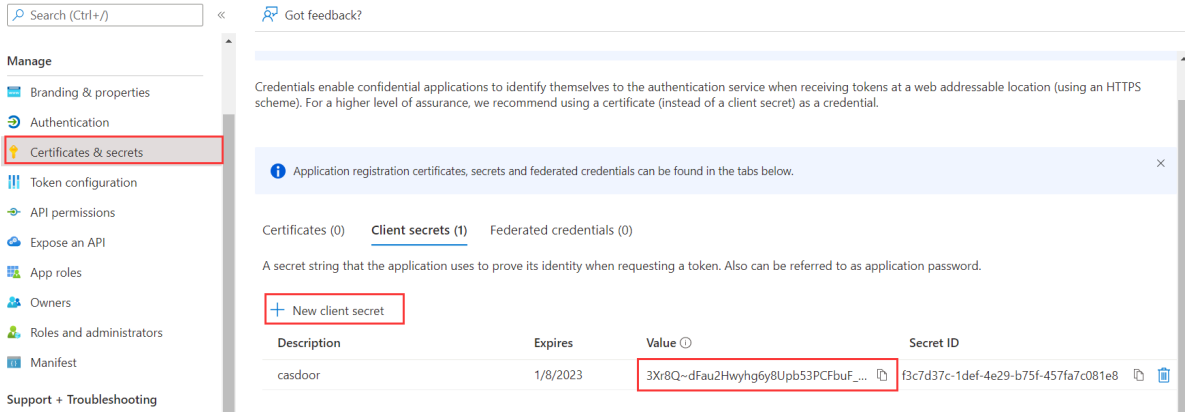 Search (Ctrl+/)
«
Got feedback?
Manage
Branding & properties
Authentication
Certificates & secrets
Token configuration
API permissions
Expose an API
App roles
Owners
Roles and administrators
Manifest
Support + Troubleshooting
Credentials enable confidential applications to identify themselves to the authentication service when receiving tokens at a web addressable location (using an HTTPS
scheme). For a higher level of assurance, we recommend using a certificate (instead of a client secret) as a credential.
Application registration certificates, secrets and federated credentials can be found in the tabs below.
Certificates (0) Client secrets (1) Federated credentials (0)
A secret string that the application uses to prove its identity when requesting a token. Also can be referred to as application password.
New client secret
Description Expires Value Secret ID
casdoor 1/8/2023 3Xr8Q~dFau2Hwyhg6y8Upb53PCFbuF_... f3c7d37c-1def-4e29-b75f-457fa7c081e8